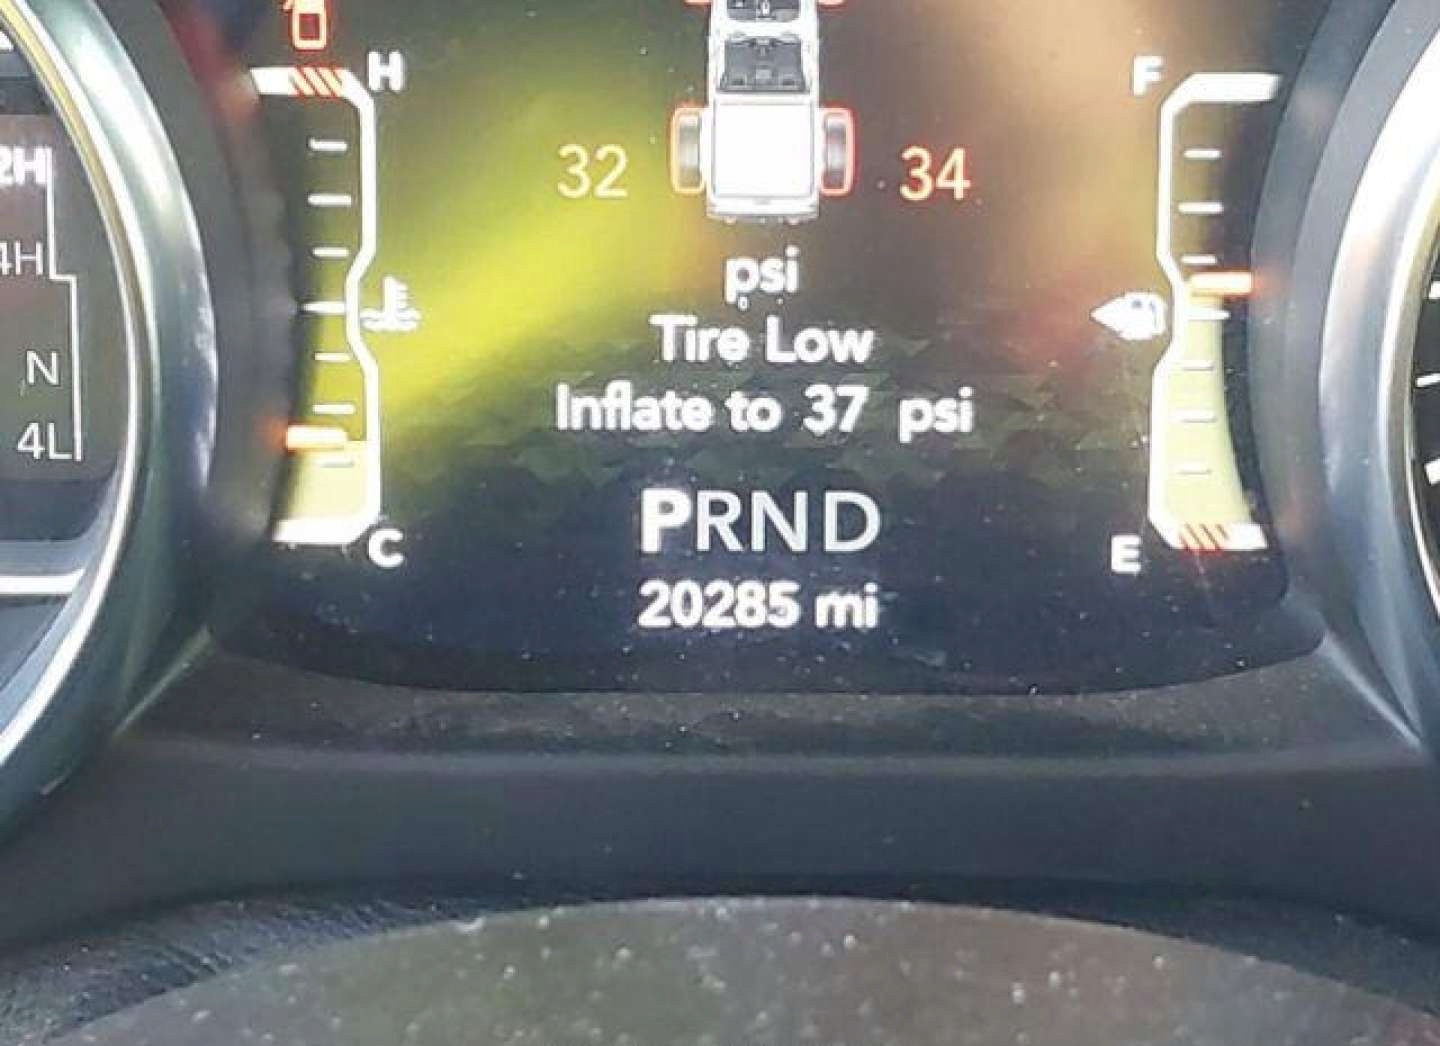 H
F
2H
32
34
4H
psi
Tire Low
N
Inflate to 37 psi
4L
PRND
C
E
20285 mi